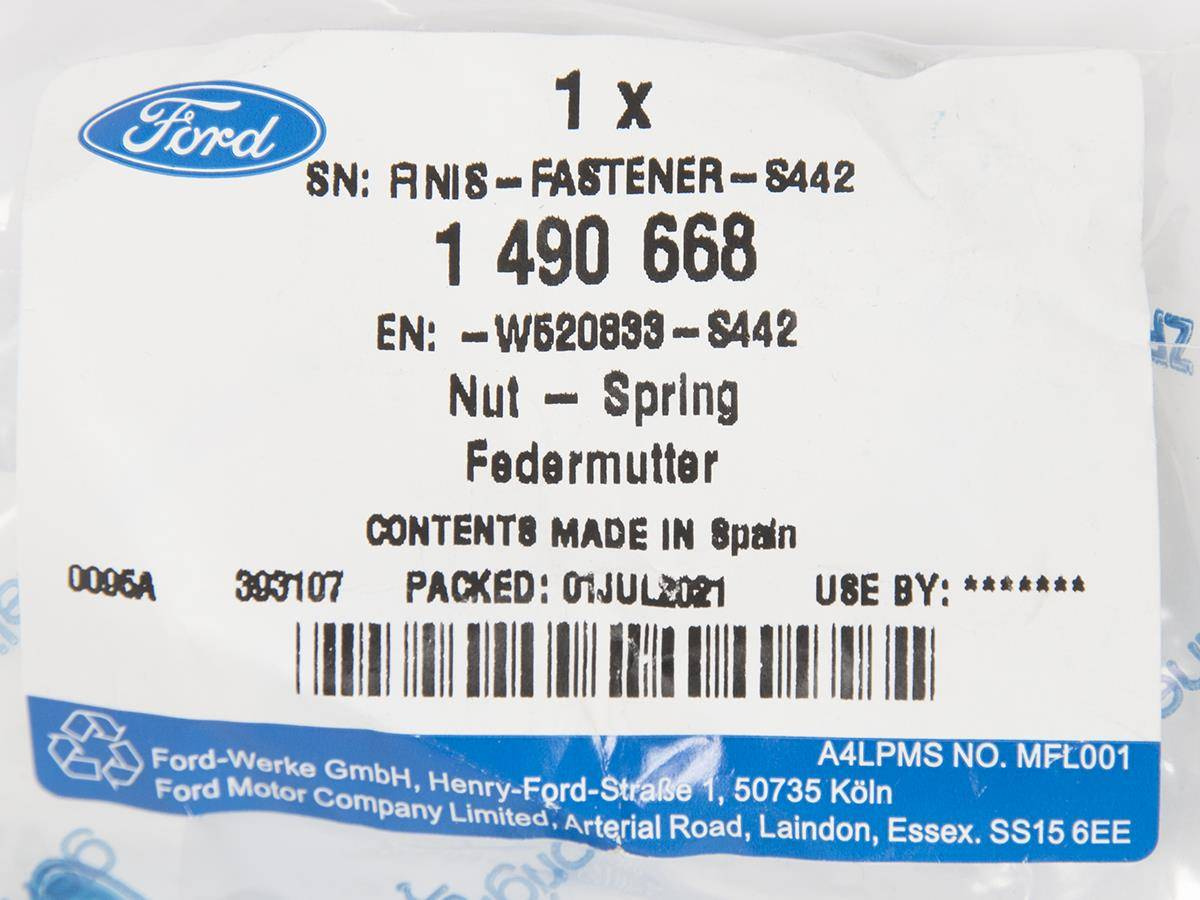 Ford
1 x
SN: FINIS-FASTENER-S442
1 490 668
EN: -W520833-S442
Nut - Spring
Federmutter
CONTENTS MADE IN Spain
0095A 393107 PACKED: 01JUL2021 USE BY: *******
A4LPMS NO. MFL001
Ford-Werke GmbH, Henry-Ford-Straße 1, 50735 Köln
Ford Motor Company Limited, Arterial Road, Laindon, Essex. SS15 6EE